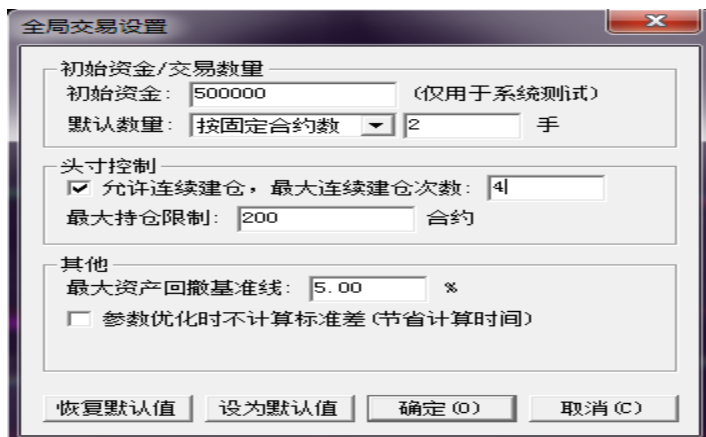 全局交易设置
初始资金/交易数量
初始资金: 500000 (仅用于系统测试)
默认数量: 按固定合约数 2 手
头寸控制
允许连续建仓，最大连续建仓次数: 4
最大持仓限制: 200 合约
其他
最大资产回撤基准线: 5.00 %
参数优化时不计算标准差(节省计算时间)
恢复默认值 设为默认值 确定(O) 取消(C)